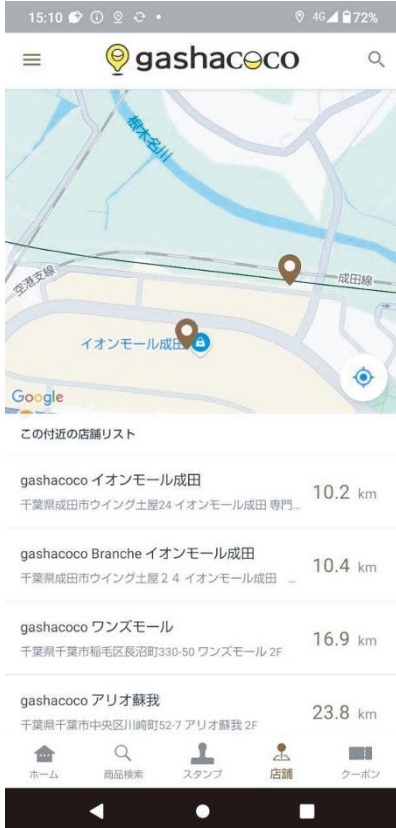 15:10 4G 72%
gashacoco
根木名川
成田線
空港支線
イオンモール成田
Google
この付近の店舗リスト
gashacoco イオンモール成田
10.2 km
千葉県成田市ウイング土屋24 イオンモール成田 専門...
gashacoco Branche イオンモール成田
10.4 km
千葉県成田市ウイング土屋２４ イオンモール成田 ...
gashacoco ワンズモール
16.9 km
千葉県千葉市稲毛区長沼町330-50 ワンズモール 2F
gashacoco アリオ蘇我
23.8 km
千葉県千葉市中央区川崎町52-7 アリオ蘇我 2F
ホーム 商品検索 スタンプ 店舗 クーポン